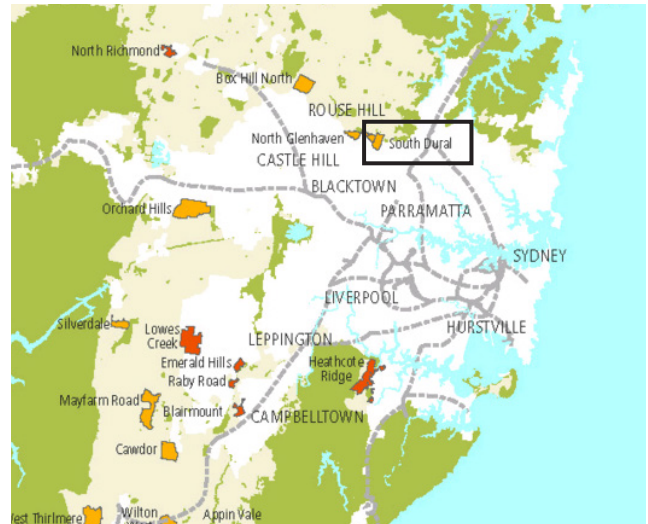 North Richmond
Box Hill North
ROUSE HILL
North Glenhaven
South Dural
CASTLE HILL
BLACKTOWN
Orchard Hills
PARRAMATTA
SYDNEY
LIVERPOOL
Silverdale
HURSTVILLE
Lowes
Creek
LEPPINGTON
Emerald Hills
Heathcote
Ridge
Raby Road
Mayfarm Road
Blairmount
CAMPBELLTOWN
Cawdor
West Thirlmere
Wilton
Appin Vale